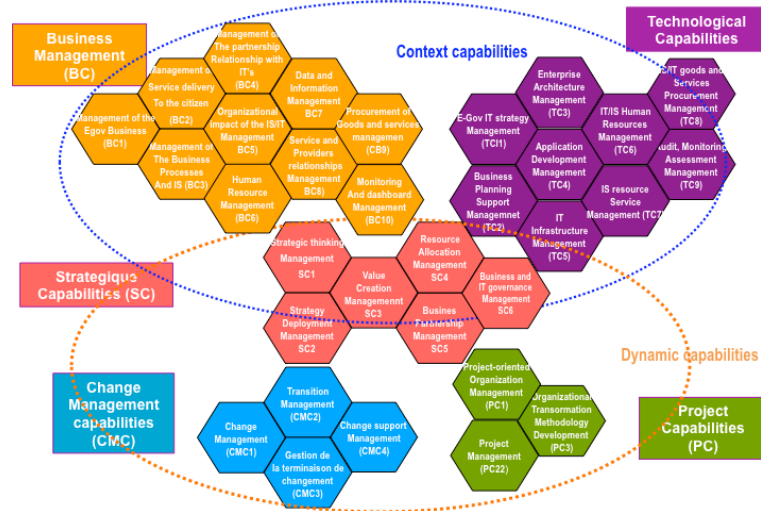 Business
Management
(BC)
Management of
The partnership
Relationship with
IT's
(BC4)
Context capabilities
Technological
Capabilities
Management of
Service delivery
To the citizen
(BC2)
Data and
Information
Management
BC7
Enterprise
Architecture
Management
(TC3)
IS/IT goods and
Services
Procurement
Management
(TC8)
Management of the
Egov Business
(BC1)
Organizational
impact of the IS/IT
Management
BC5)
Procurement of
Goods and services
managemen
(CB9)
E-Gov IT strategy
Management
(TCI1)
IT/IS Human
Resources
Management
(TC6)
Management of
The Business
Processes
And IS (BC3)
Service and
Providers
relationships
Management
BC8)
Application
Development
Management
(TC4)
Audit, Monitoring
Assessment
Management
(TC9)
Human
Resource
Management
(BC6)
Monitoring
And dashboard
Management
(BC10)
Business
Planning
Support
Managemnet
(TC2)
IS resource
Service
Management (TC7)
IT
Infrastructure
Management
(TC5)
Strategique
Capabilities (SC)
Strategic thinking
Management
SC1
Resource
Allocation
Management
SC4
Value
Creation
Managemennt
SC3
Business and
IT governance
Management
SC6
Strategy
Deployment
Management
SC2
Busines
Partnership
Management
SC5
Dynamic capabilities
Change
Management
capabilities
(CMC)
Transition
Management
(CMC2)
Change
Management
(CMC1)
Change support
Management
(CMC4)
Gestion de
la terminaison de
changement
(CMC3)
Project-oriented
Organization
Management
(PC1)
Organizational
Transormation
Methodology
Development
(PC3)
Project
Management
(PC22)
Project
Capabilities
(PC)